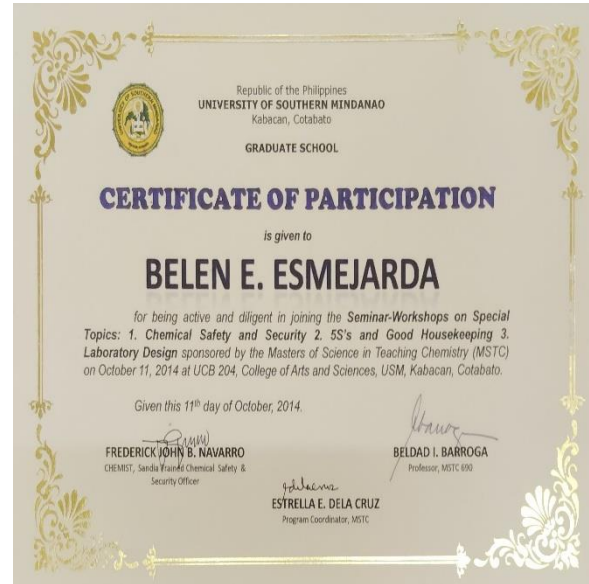 Republic of the Philippines
UNIVERSITY OF SOUTHERN MINDANAO
Kabacan, Cotabato
GRADUATE SCHOOL
CERTIFICATE OF PARTICIPATION
is given to
BELEN E. ESMEJARDA
for being active and diligent in joining the Seminar-Workshops on Special
Topics: 1. Chemical Safety and Security 2. 5S's and Good Housekeeping 3.
Laboratory Design sponsored by the Masters of Science in Teaching Chemistry (MSTC)
on October 11, 2014 at UCB 204, College of Arts and Sciences, USM, Kabacan, Cotabato.
Given this 11th day of October, 2014.
FREDERICK JOHN B. NAVARRO
CHEMIST, Sandia Trained Chemical Safety &
Security Officer
BELDAD I. BARROGA
Professor, MSTC 690
ESTRELLA E. DELA CRUZ
Program Coordinator, MSTC